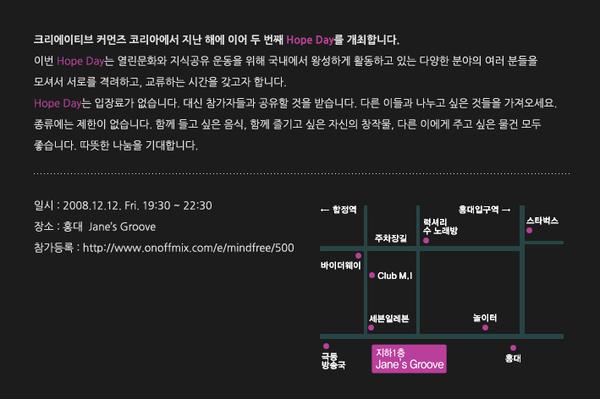 크리에이티브 커먼즈 코리아에서 지난 해에 이어 두 번째 Hope Day를 개최합니다.
이번 Hope Day는 열린문화와 지식공유 운동을 위해 국내에서 왕성하게 활동하고 있는 다양한 분야의 여러 분들을
모셔서 서로를 격려하고, 교류하는 시간을 갖고자 합니다.
Hope Day는 입장료가 없습니다. 대신 참가자들과 공유할 것을 받습니다. 다른 이들과 나누고 싶은 것들을 가져오세요.
종류에는 제한이 없습니다. 함께 들고 싶은 음식, 함께 즐기고 싶은 자신의 창작물, 다른 이에게 주고 싶은 물건 모두
좋습니다. 따뜻한 나눔을 기대합니다.
일시 : 2008.12.12. Fri. 19:30 ~ 22:30
장소 : 홍대 Jane's Groove
참가등록 : http://www.onoffmix.com/e/mindfree/500
← 합정역
홍대입구역 →
스타벅스
럭셔리
수 노래방
주차장길
바이더웨이
Club M.I
세븐일레븐
놀이터
극동
방송국
지하1층
Jane's Groove
홍대